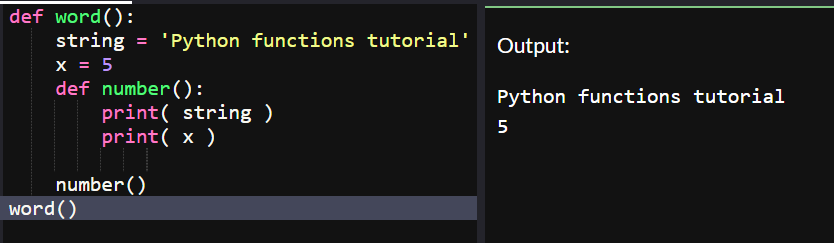 def word():
    string = 'Python functions tutorial'
    x = 5
    def number():
        print( string )
        print( x )
    number()
word()
Output:
Python functions tutorial
5